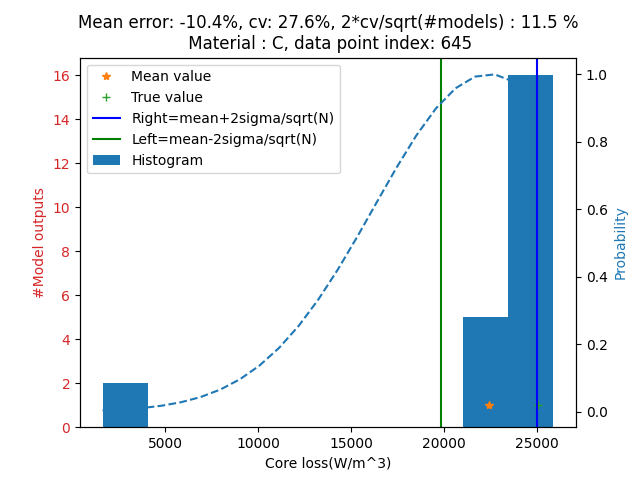 Mean error: -10.4%, cv: 27.6%, 2*cv/sqrt(#models) : 11.5 %
Material : C, data point index: 645
Mean value
True value
Right=mean+2sigma/sqrt(N)
Left=mean-2sigma/sqrt(N)
Histogram
#Model outputs
16
14
12
10
8
6
4
2
0
1.0
0.8
0.6
0.4
0.2
0.0
Probability
5000
10000
15000
20000
25000
Core loss(W/m^3)